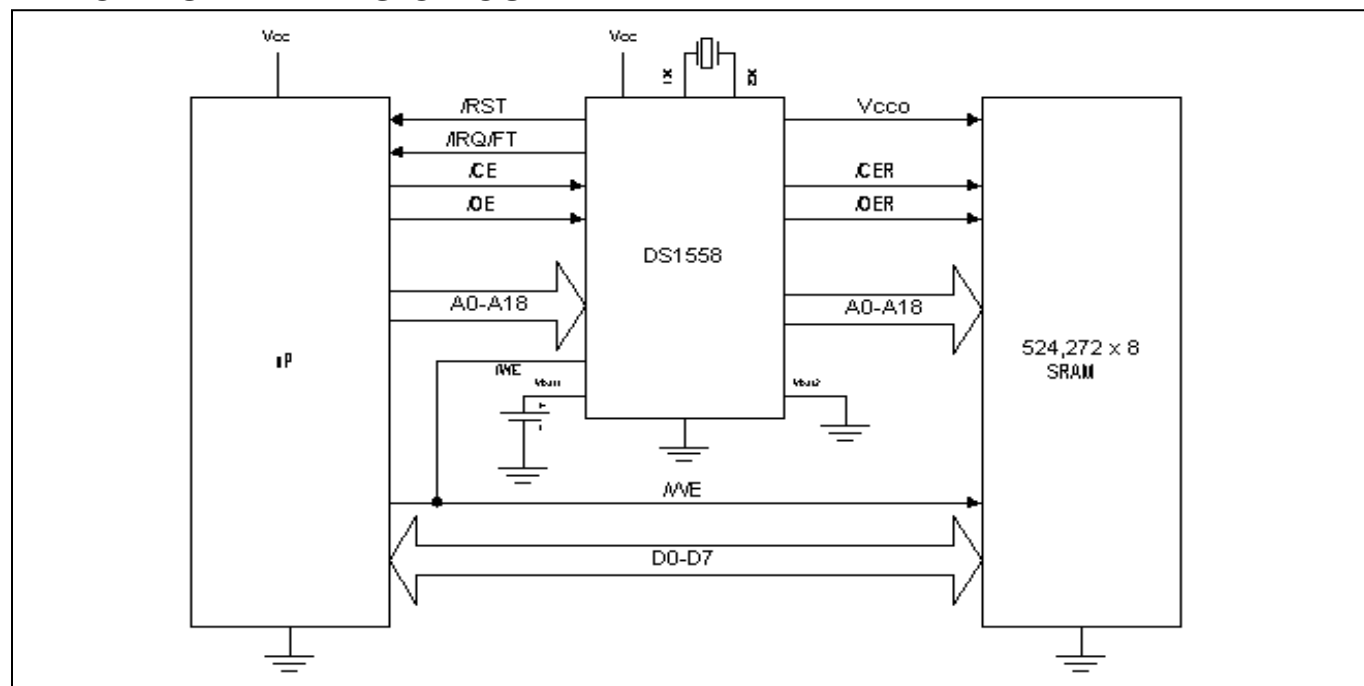 Vcc
Vcc
X1
X2
/RST
Vcco
/IRQ/FT
/CE
/CER
/OE
/OER
DS1558
A0-A18
A0-A18
524,272 x 8
SRAM
µP
/WE
Vbat1
Vbat2
/WE
D0-D7